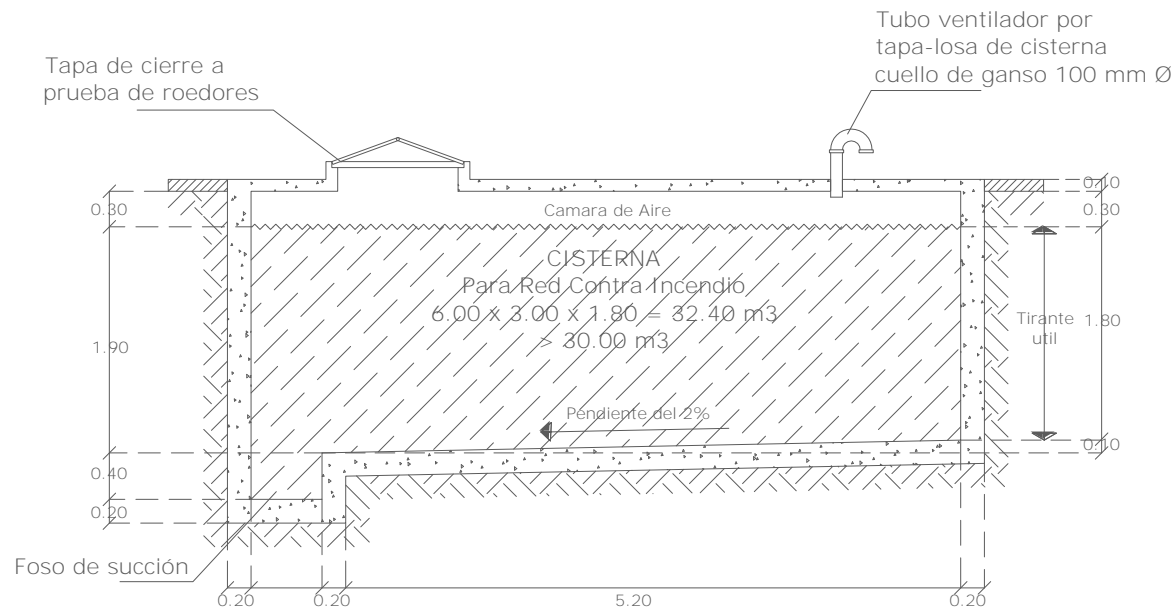 Tubo ventilador por
tapa-losa de cisterna
cuello de ganso 100 mm Ø
Tapa de cierre a
prueba de roedores
0.10
0.30
0.30
Camara de Aire
CISTERNA
Para Red Contra Incendio
6.00 x 3.00 x 1.80 = 32.40 m3
> 30.00 m3
Tirante
util
1.80
1.90
Pendiente del 2%
0.10
0.40
0.20
Foso de succión
0.20
0.20
5.20
0.20